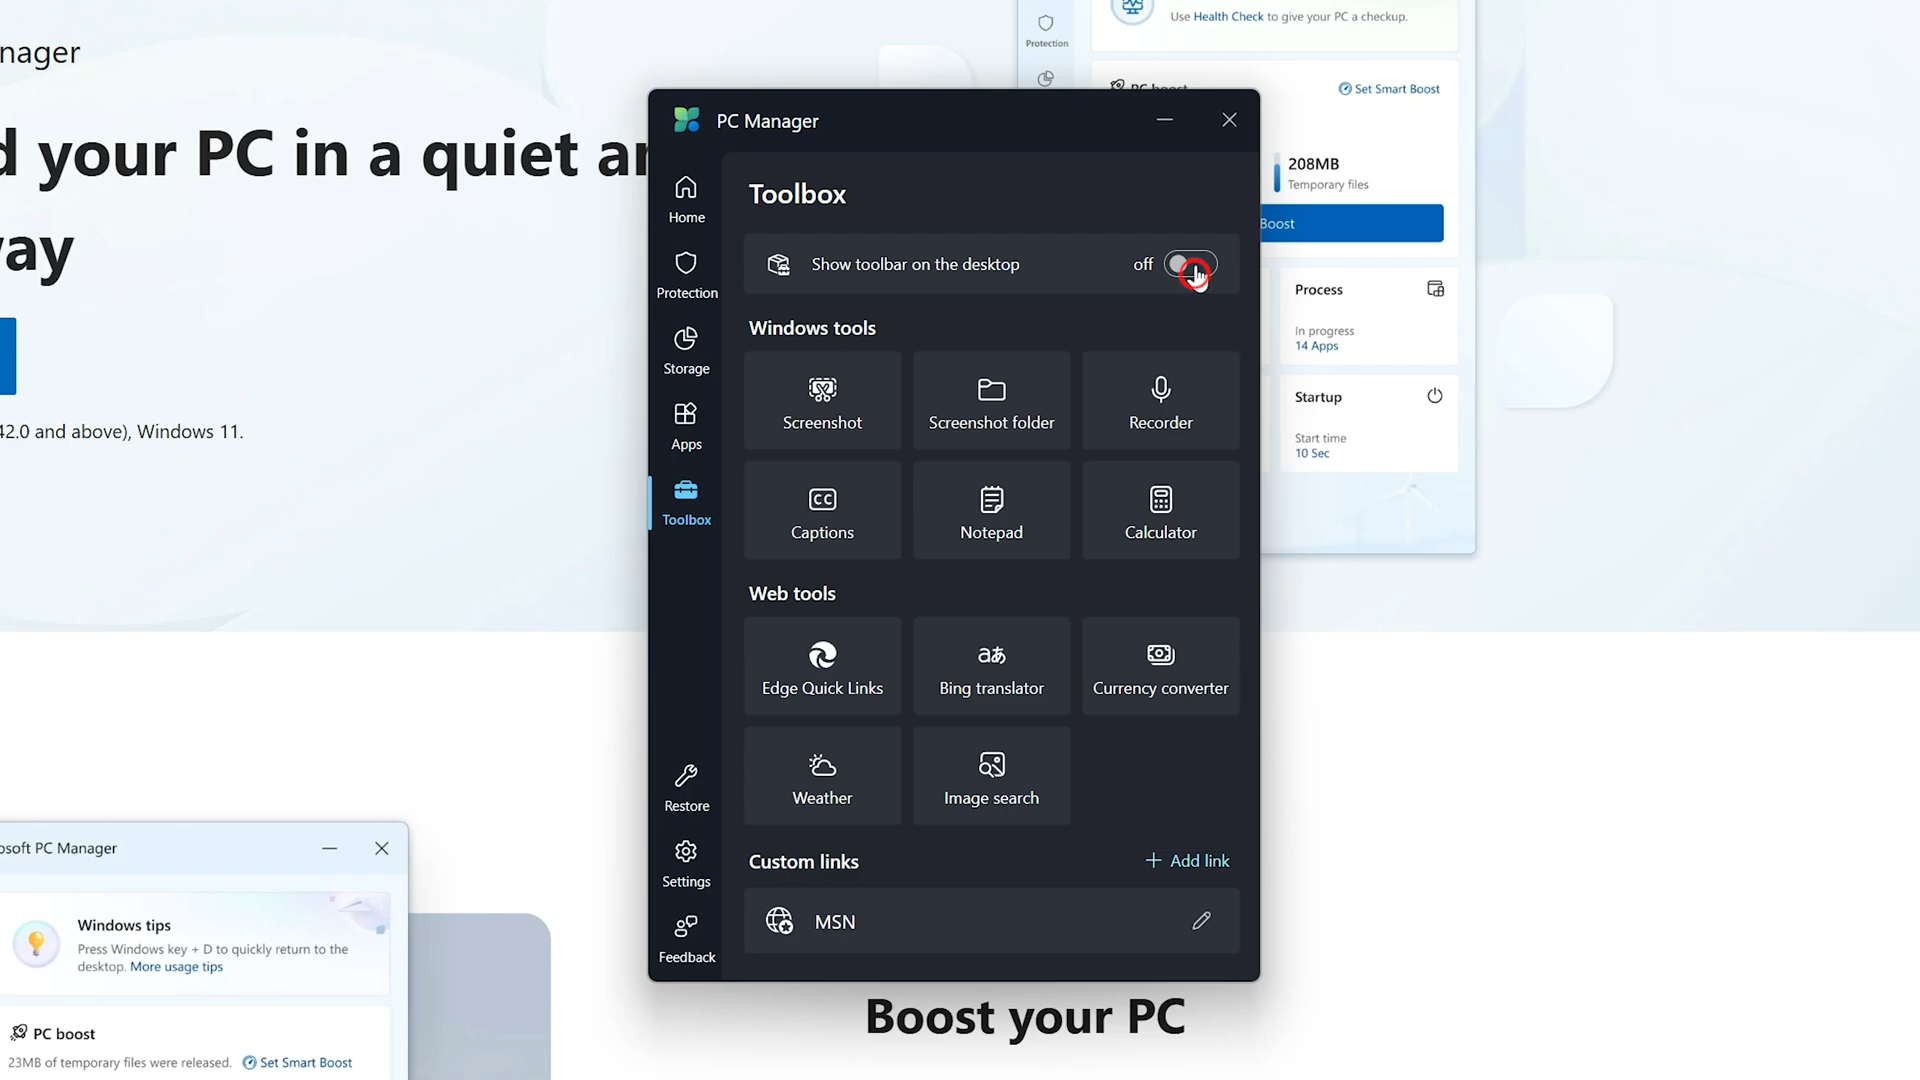 nager
d your PC in a quiet ar
way
42.0 and above), Windows 11.
Use Health Check to give your PC a checkup.
Protection
PC boost
Set Smart Boost
208MB
Temporary files
Boost
Process
In progress
14 Apps
Startup
Start time
10 Sec
PC Manager
Home
Protection
Storage
Apps
Toolbox
Restore
Settings
Feedback
Toolbox
Show toolbar on the desktop
off
Windows tools
Screenshot
Screenshot folder
Recorder
Captions
Notepad
Calculator
Web tools
Edge Quick Links
Bing translator
Currency converter
Weather
Image search
Custom links
Add link
MSN
osoft PC Manager
Windows tips
Press Windows key + D to quickly return to the
desktop. More usage tips
PC boost
23MB of temporary files were released.
Set Smart Boost
Boost your PC